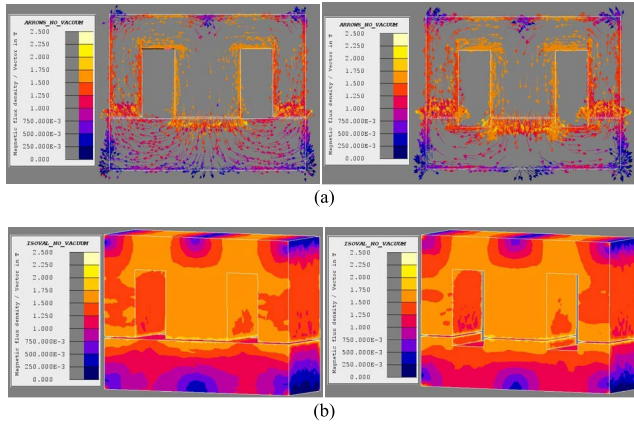 ARROWS_NO_VACUUM
Magnetic flux density / Vector in T
2.500
2.250
2.000
1.750
1.500
1.250
1.000
750.000E-3
500.000E-3
250.000E-3
0.000
ARROWS_NO_VACUUM
Magnetic flux density / Vector in T
2.500
2.250
2.000
1.750
1.500
1.250
1.000
750.000E-3
500.000E-3
250.000E-3
0.000
(a)
ISOVAL_NO_VACUUM
Magnetic flux density / Vector in T
2.500
2.250
2.000
1.750
1.500
1.250
1.000
750.000E-3
500.000E-3
250.000E-3
0.000
ISOVAL_NO_VACUUM
Magnetic flux density / Vector in T
2.500
2.250
2.000
1.750
1.500
1.250
1.000
750.000E-3
500.000E-3
250.000E-3
0.000
(b)